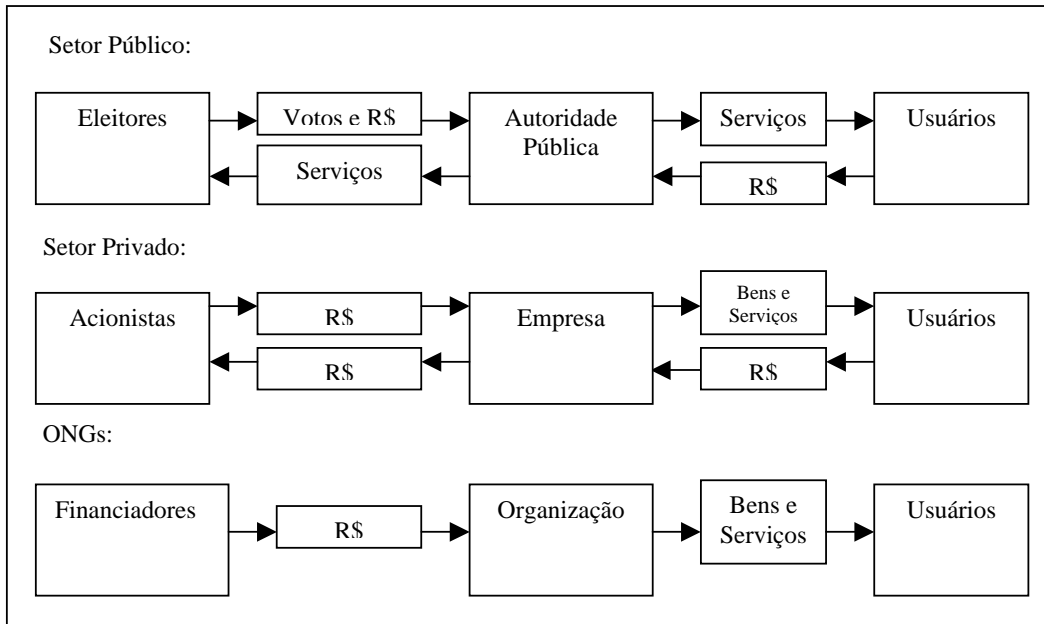 Setor Público:
Eleitores
Votos e R$
Autoridade
Pública
Serviços
Usuários
Serviços
R$
Setor Privado:
Acionistas
R$
Empresa
Bens e
Serviços
Usuários
R$
R$
ONGs:
Financiadores
R$
Organização
Bens e
Serviços
Usuários